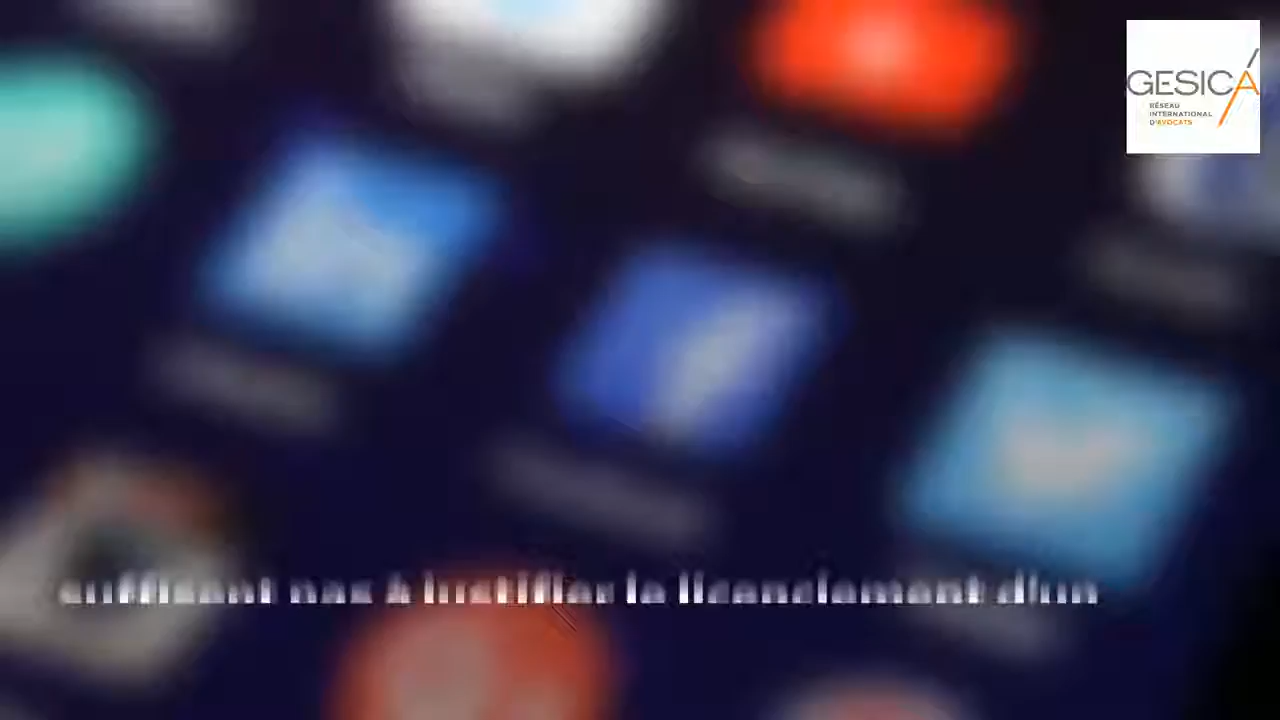 GESICA
RÉSEAU
INTERNATIONAL
D'AVOCATS
suffisent pas à justifier le licenciement d'un